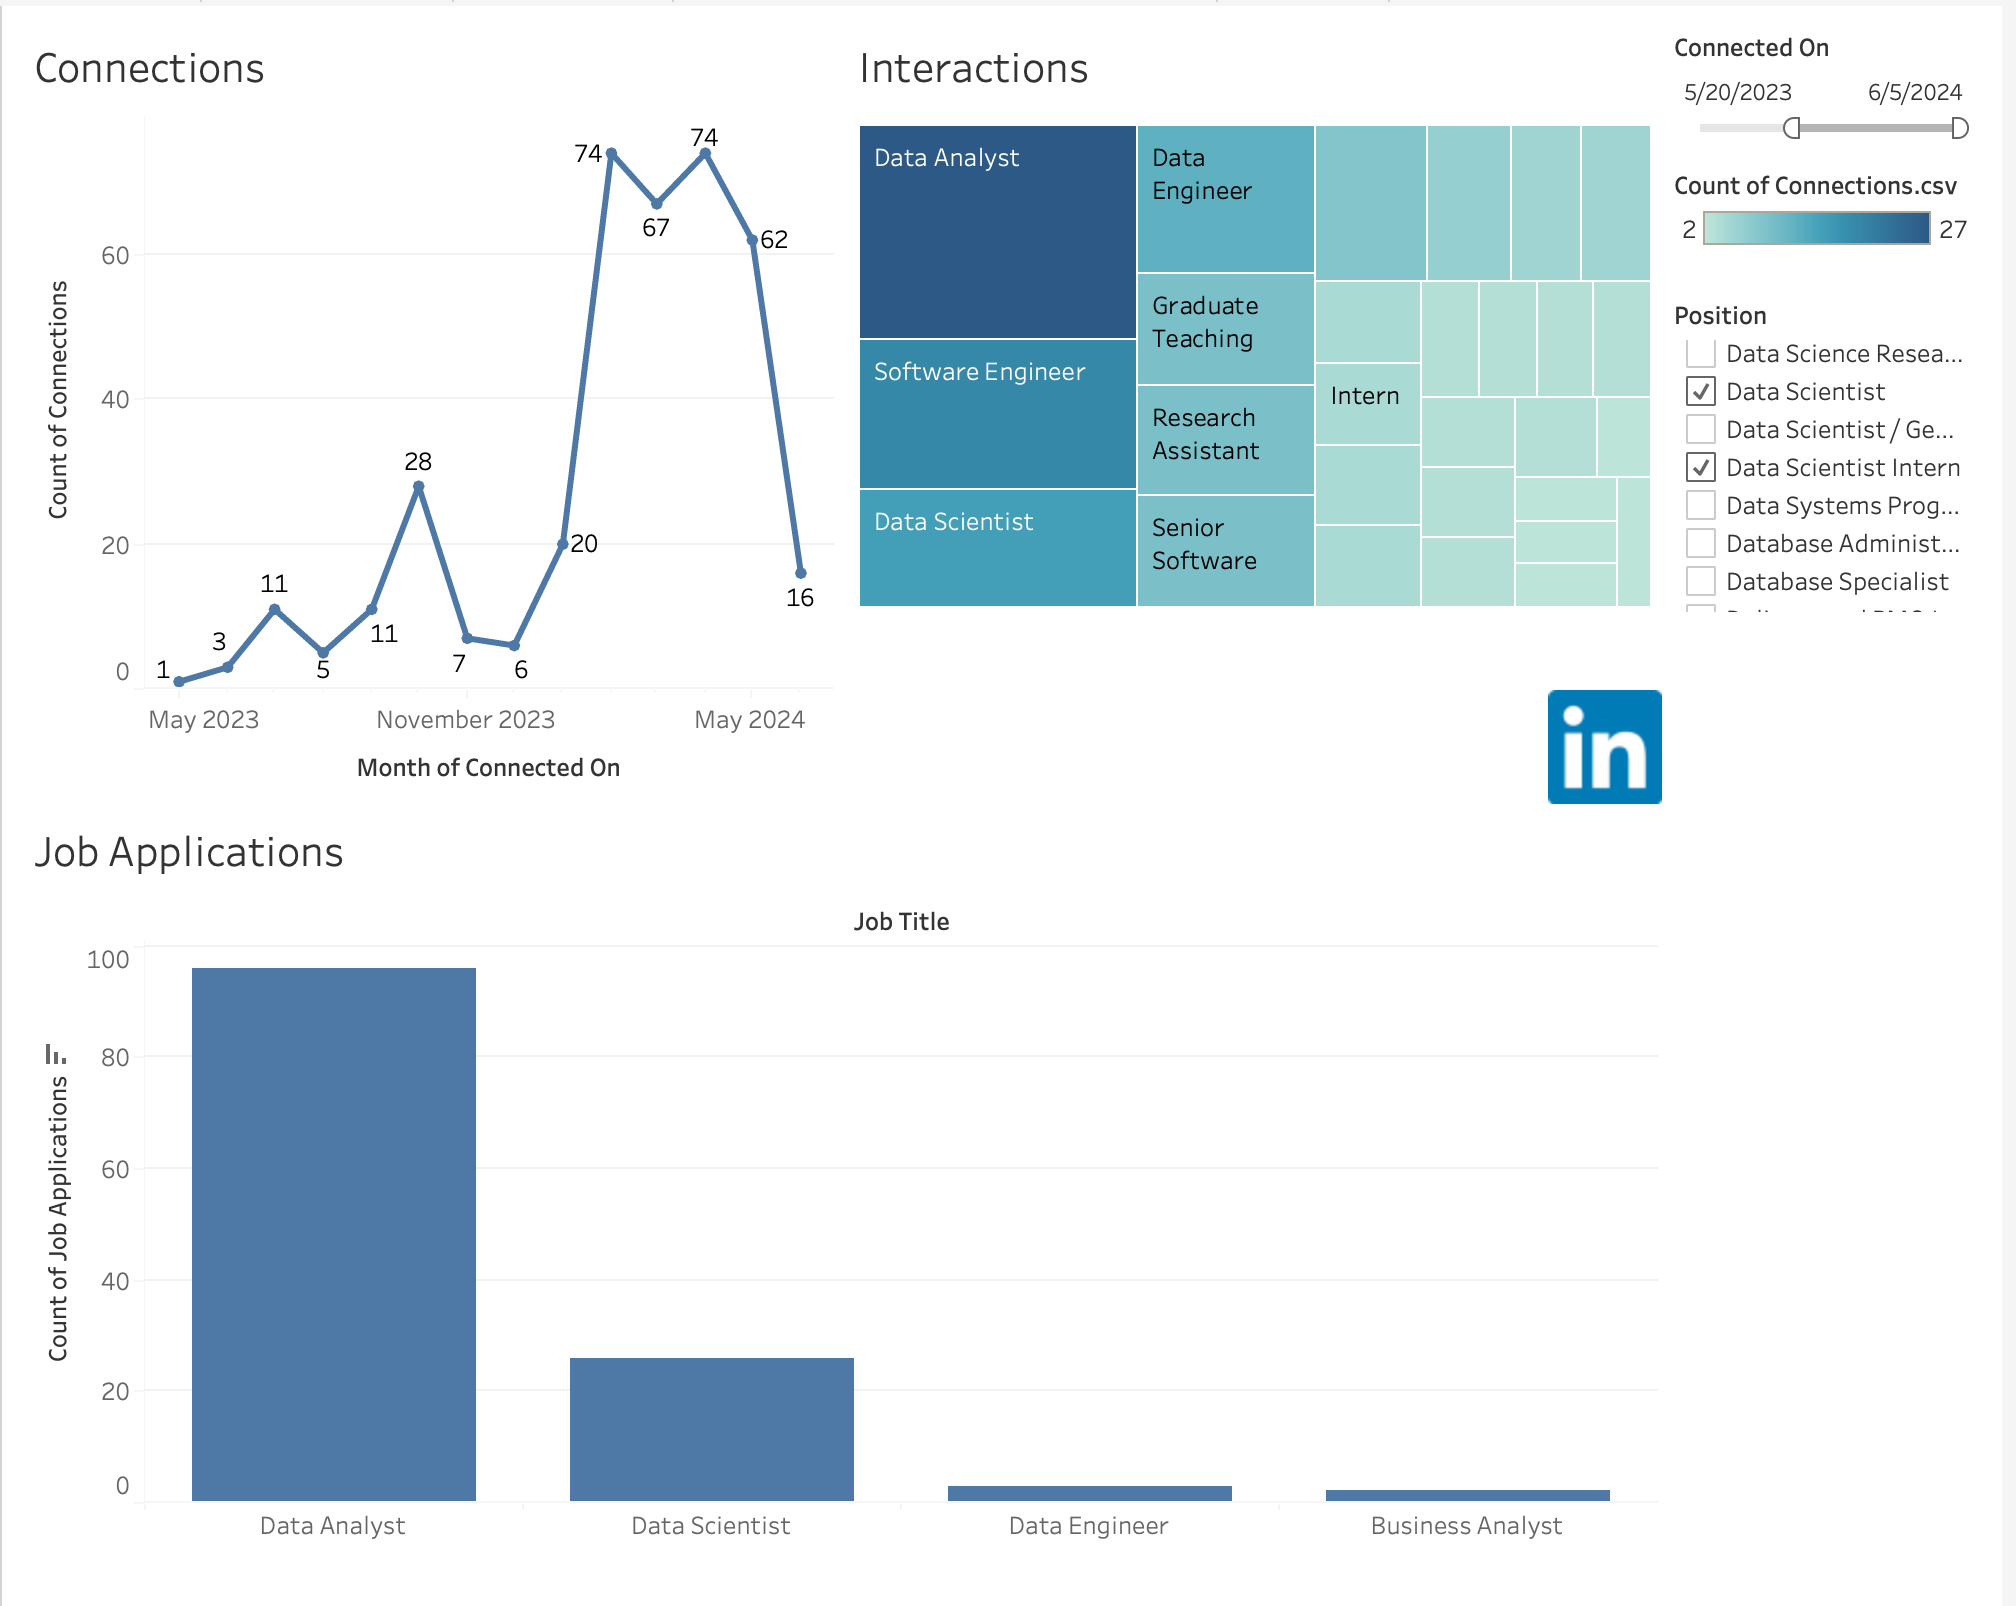 Connections
Count of Connections
60
40
20
0
1
3
11
5
11
28
7
6
20
74
67
74
62
16
May 2023
November 2023
May 2024
Month of Connected On
Interactions
Data Analyst
Software Engineer
Data Scientist
Data
Engineer
Graduate
Teaching
Research
Assistant
Senior
Software
Intern
Connected On
5/20/2023
6/5/2024
Count of Connections.csv
2
27
Position
Data Science Resea...
Data Scientist
Data Scientist / Ge...
Data Scientist Intern
Data Systems Prog...
Database Administ...
Database Specialist
in
Job Applications
Job Title
Count of Job Applications
100
80
60
40
20
0
Data Analyst
Data Scientist
Data Engineer
Business Analyst